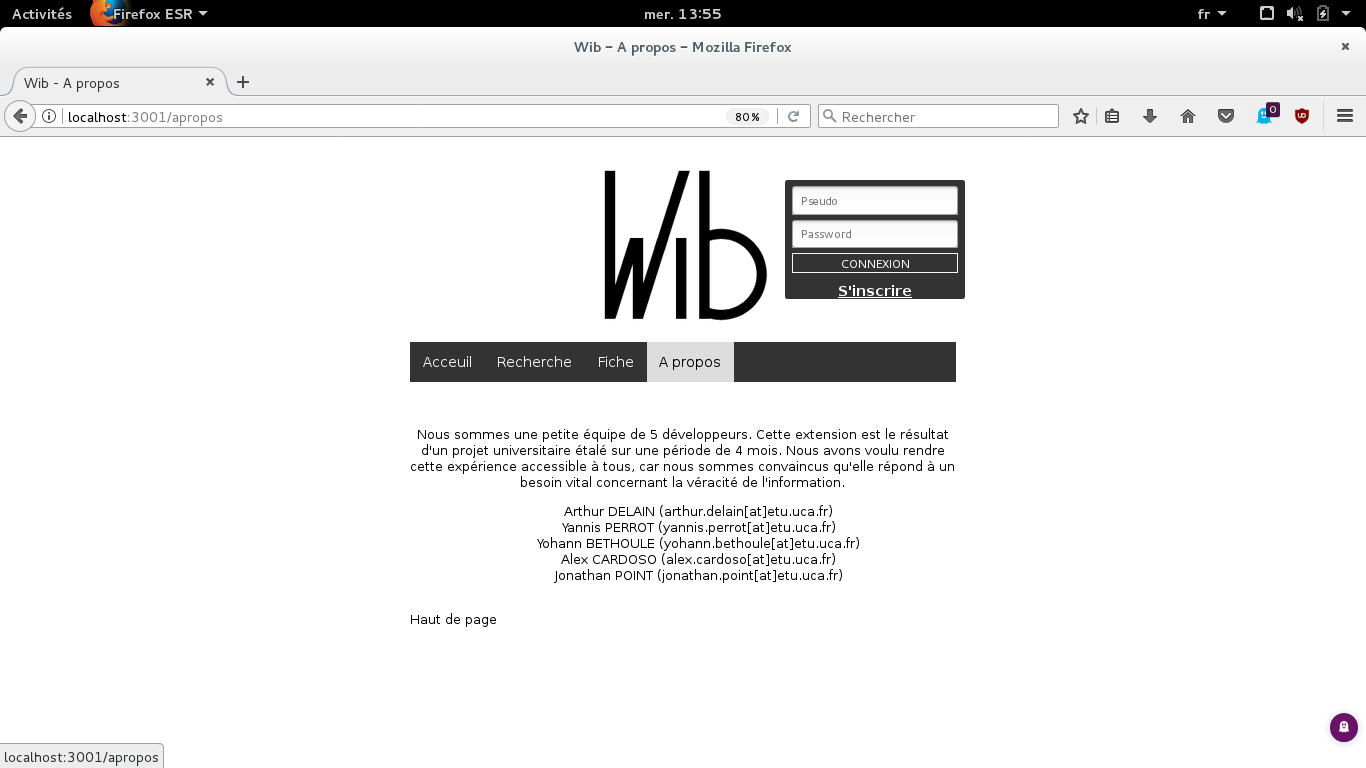 Activités Firefox ESR mer. 13:55 fr
Wib – A propos – Mozilla Firefox
Wib - A propos
localhost:3001/apropos 80% Rechercher 0
Wib
Pseudo
Password
CONNEXION
S'inscrire
Acceuil Recherche Fiche A propos
Nous sommes une petite équipe de 5 développeurs. Cette extension est le résultat
d'un projet universitaire étalé sur une période de 4 mois. Nous avons voulu rendre
cette expérience accessible à tous, car nous sommes convaincus qu'elle répond à un
besoin vital concernant la véracité de l'information.
Arthur DELAIN (arthur.delain[at]etu.uca.fr)
Yannis PERROT (yannis.perrot[at]etu.uca.fr)
Yohann BETHOULE (yohann.bethoule[at]etu.uca.fr)
Alex CARDOSO (alex.cardoso[at]etu.uca.fr)
Jonathan POINT (jonathan.point[at]etu.uca.fr)
Haut de page
localhost:3001/apropos